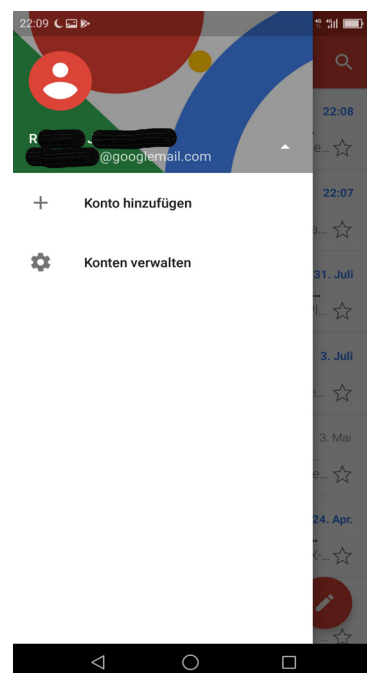 22:09
R J
@googlemail.com
Konto hinzufügen
Konten verwalten
22:08
e...
22:07
a...
31. Juli
3. Juli
3. Mai
e...
24. Apr.
K-...